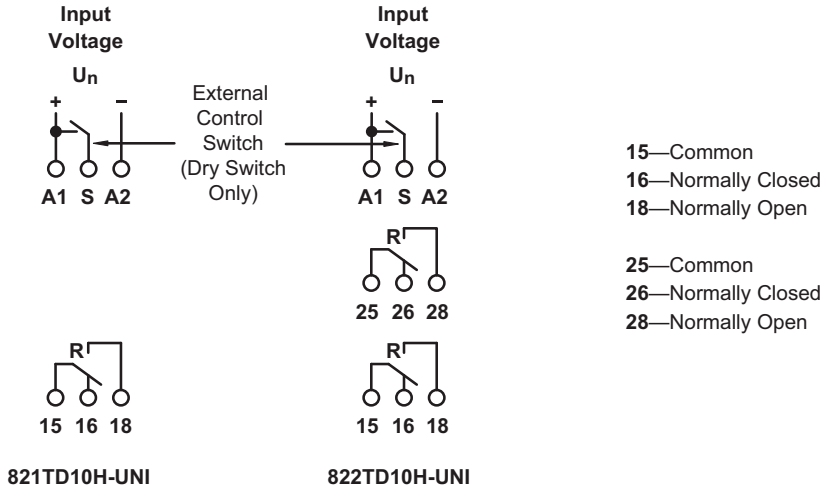 Input
Voltage
Un
+ –
External
Control
Switch
(Dry Switch
Only)
A1 S A2
R
15 16 18
821TD10H-UNI
Input
Voltage
Un
+ –
A1 S A2
R
25 26 28
R
15 16 18
822TD10H-UNI
15—Common
16—Normally Closed
18—Normally Open
25—Common
26—Normally Closed
28—Normally Open